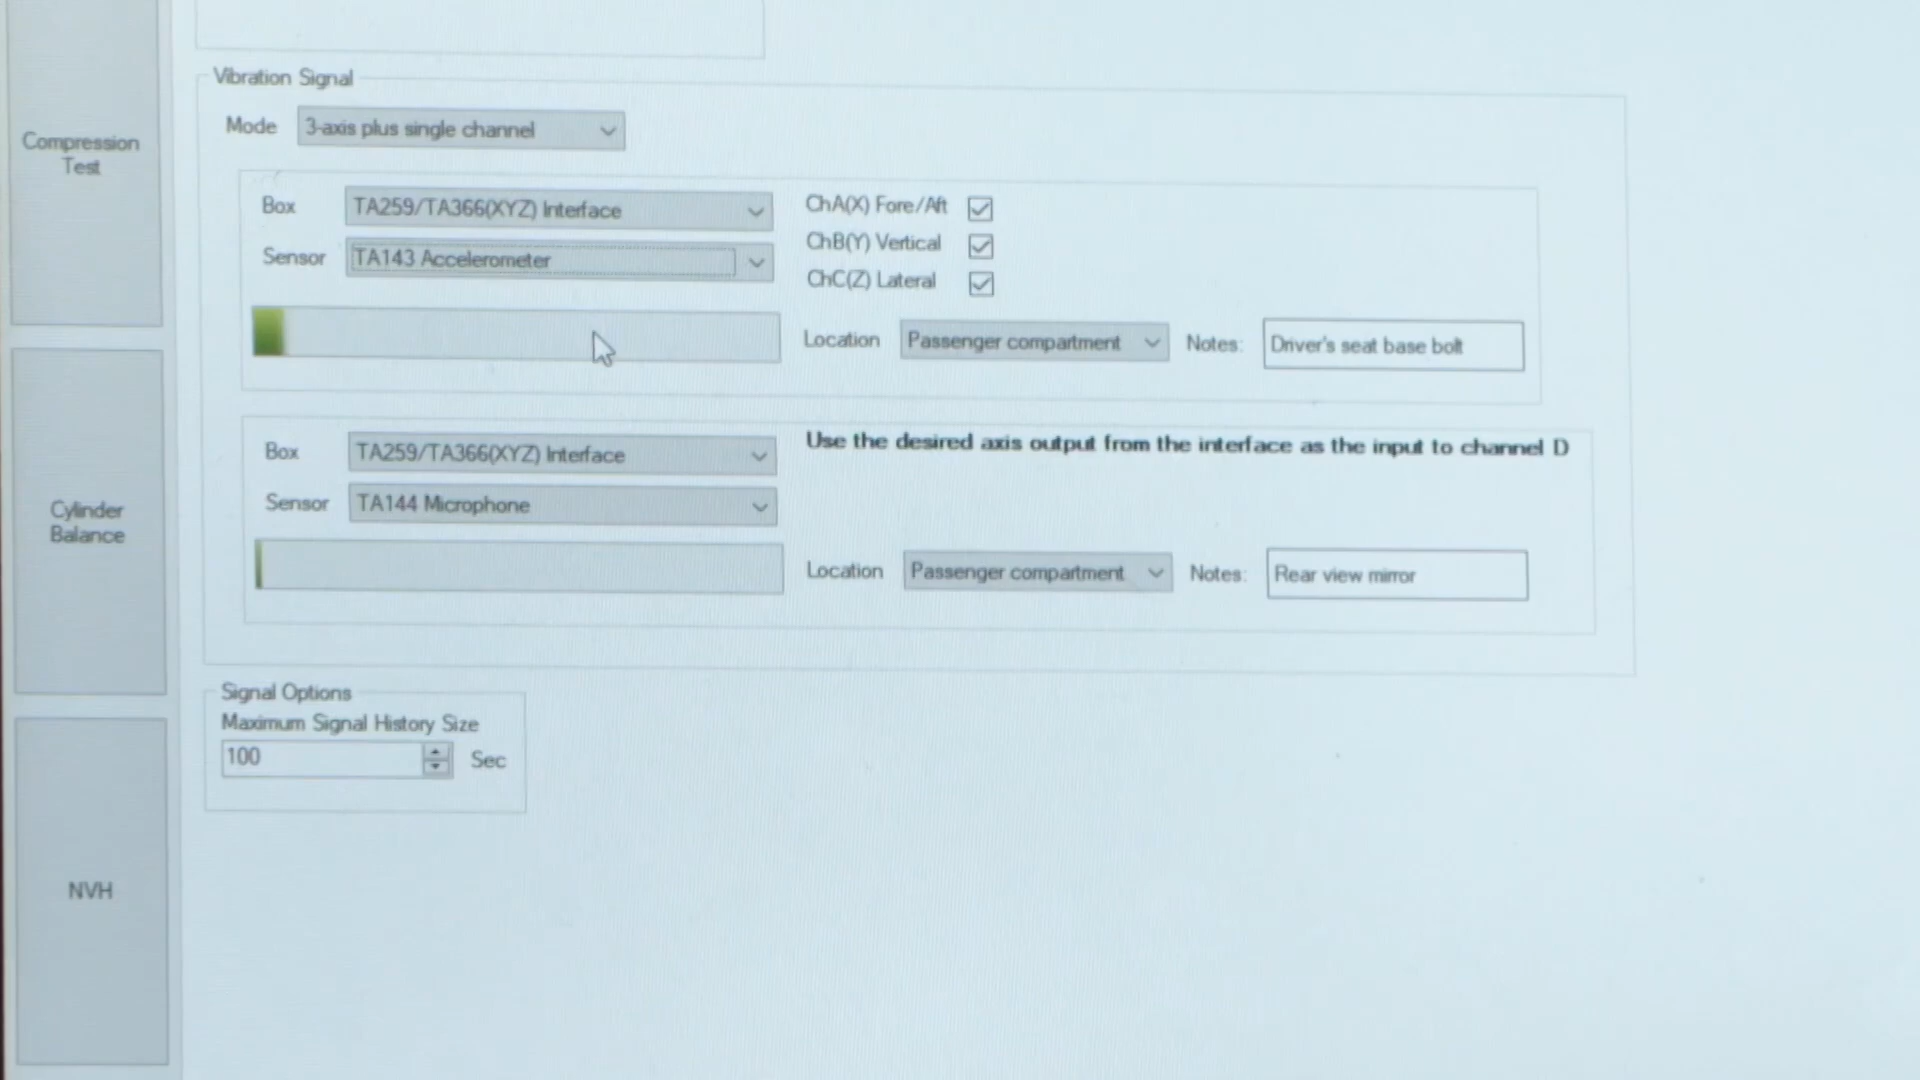 Compression
Test
Cylinder
Balance
NVH
Vibration Signal
Mode 3-axis plus single channel
Box TA259/TA366(XYZ) Interface
Sensor TA143 Accelerometer
ChA(X) Fore/Aft
ChB(Y) Vertical
ChC(Z) Lateral
Location Passenger compartment Notes: Driver's seat base bolt
Box TA259/TA366(XYZ) Interface
Sensor TA144 Microphone
Use the desired axis output from the interface as the input to channel D
Location Passenger compartment Notes: Rear view mirror
Signal Options
Maximum Signal History Size
100 Sec